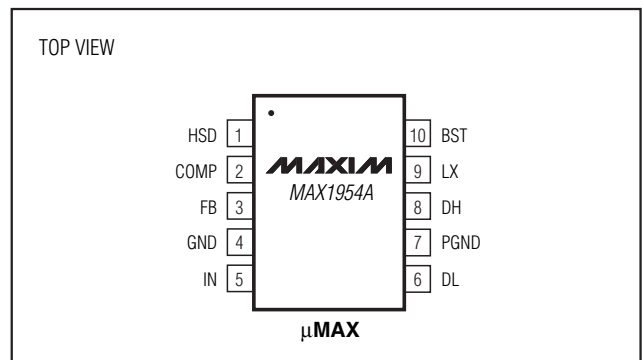 TOP VIEW
HSD 1
COMP 2
FB 3
GND 4
IN 5
MAXIM
MAX1954A
10 BST
9 LX
8 DH
7 PGND
6 DL
µMAX